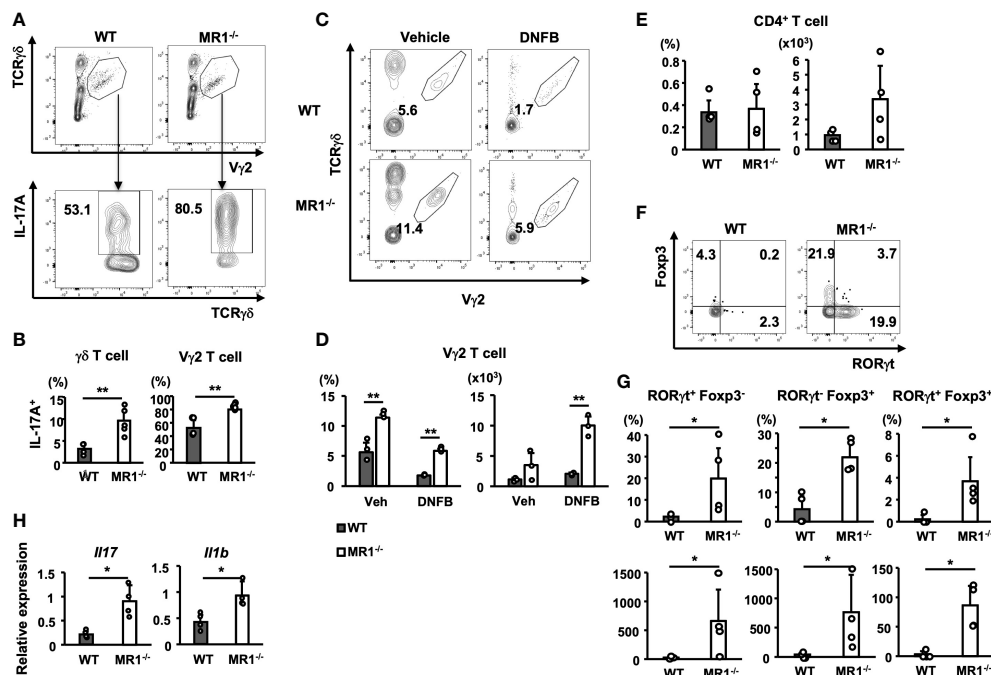 A
WT
MR1-/-
TCRγδ
Vγ2
IL-17A
53.1
80.5
TCRγδ
B
γδ T cell
Vγ2 T cell
(%)
(%)
**
**
IL-17A+
15
10
5
0
100
80
60
40
20
0
WT
MR1-/-
WT
MR1-/-
C
Vehicle
DNFB
WT
5.6
1.7
TCRγδ
MR1-/-
11.4
5.9
Vγ2
D
Vγ2 T cell
(%)
(x10³)
**
**
**
15
10
5
0
15
10
5
0
Veh
DNFB
Veh
DNFB
WT
MR1-/-
E
CD4+ T cell
(%)
(x10³)
0.8
0.6
0.4
0.2
0
6
5
4
3
2
1
0
WT
MR1-/-
WT
MR1-/-
F
WT
MR1-/-
Foxp3
4.3
0.2
2.3
21.9
3.7
19.9
RORγt
G
RORγt+ Foxp3-
RORγt- Foxp3+
RORγt+ Foxp3+
(%)
(%)
(%)
*
*
*
40
30
20
10
0
30
20
10
0
8
6
4
2
0
WT
MR1-/-
WT
MR1-/-
WT
MR1-/-
*
*
*
1500
1000
500
0
1500
1000
500
0
150
100
50
0
WT
MR1-/-
WT
MR1-/-
WT
MR1-/-
H
Il17
Il1b
*
*
Relative expression
1.5
1
0.5
0
1.5
1
0.5
0
WT
MR1-/-
WT
MR1-/-